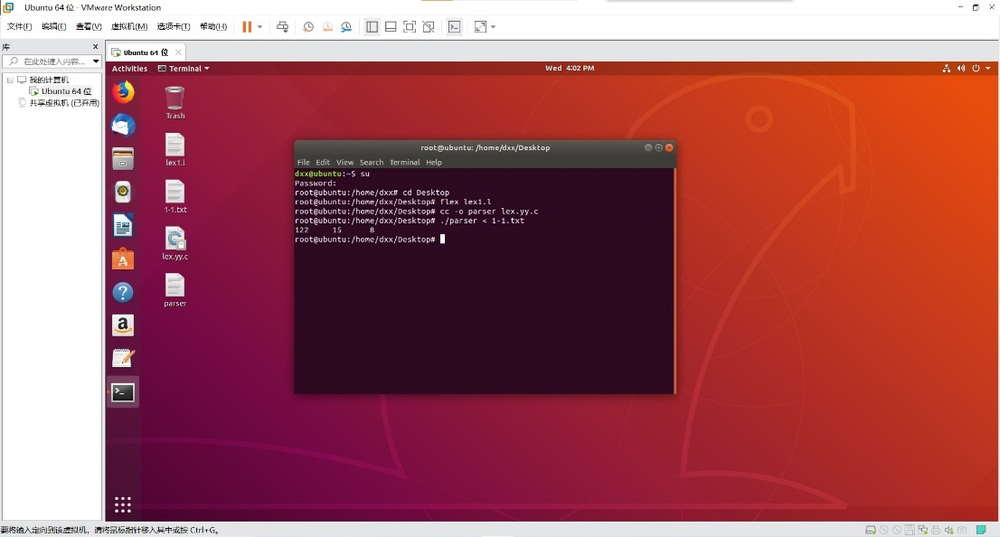 Ubuntu 64 位 - VMware Workstation
文件(F) 编辑(E) 查看(V) 虚拟机(M) 选项卡(T) 帮助(H)
库
在此处键入内容...
我的计算机
Ubuntu 64 位
共享虚拟机 (已弃用)
Ubuntu 64 位
Activities Terminal Wed 4:02 PM
Trash
lex1.l
1-1.txt
lex.yy.c
parser
root@ubuntu: /home/dxx/Desktop
File Edit View Search Terminal Help
dxx@ubuntu:~$ su
Password:
root@ubuntu:/home/dxx# cd Desktop
root@ubuntu:/home/dxx/Desktop# flex lex1.l
root@ubuntu:/home/dxx/Desktop# cc -o parser lex.yy.c
root@ubuntu:/home/dxx/Desktop# ./parser < 1-1.txt
122 15 8
root@ubuntu:/home/dxx/Desktop#
要将输入定向到该虚拟机，请将鼠标指针移入其中或按 Ctrl+G。